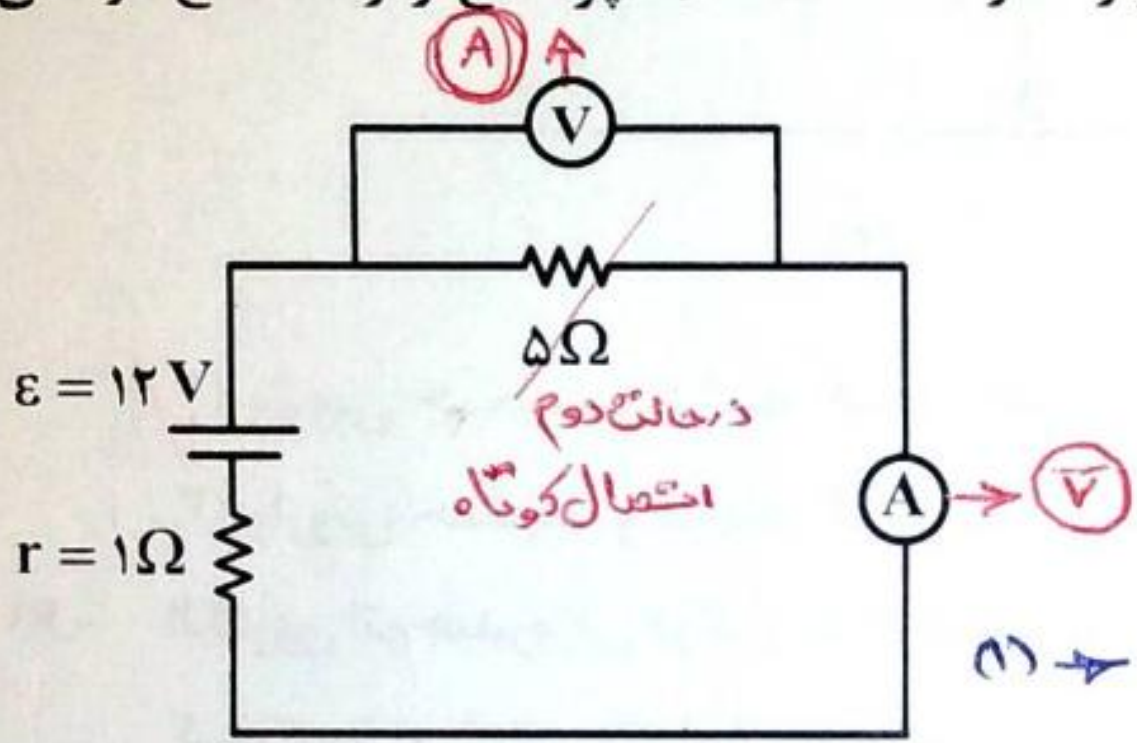 A A
V
ε = ۱۲ V
۵Ω
در حالت دوم
اتصال کوتاه
A
V
r = ۱Ω
(۱)